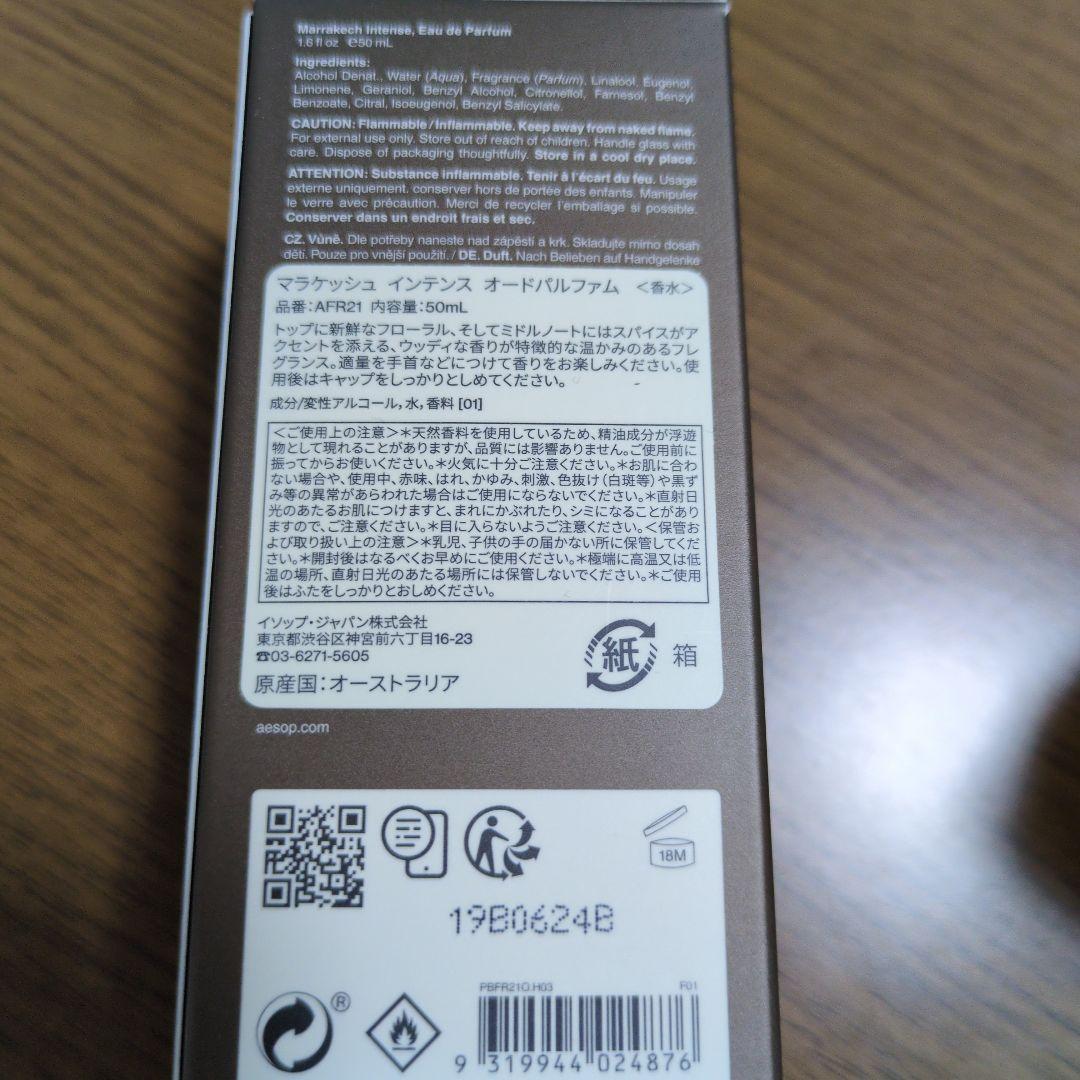 Marrakech Intense, Eau de Parfum
1.6 fl oz ℮50 mL
Ingredients:
Alcohol Denat., Water (Aqua), Fragrance (Parfum), Linalool, Eugenol,
Limonene, Geraniol, Benzyl Alcohol, Citronellol, Farnesol, Benzyl
Benzoate, Citral, Isoeugenol, Benzyl Salicylate.
CAUTION: Flammable/Inflammable. Keep away from naked flame.
For external use only. Store out of reach of children. Handle glass with
care. Dispose of packaging thoughtfully. Store in a cool dry place.
ATTENTION: Substance inflammable. Tenir à l'écart du feu. Usage
externe uniquement. conserver hors de portée des enfants. Manipuler
le verre avec précaution. Merci de recycler l'emballage si possible.
Conserver dans un endroit frais et sec.
CZ. Vůně. Dle potřeby naneste nad zápěstí a krk. Skladujte mimo dosah
dětí. Pouze pro vnější použití./ DE. Duft. Nach Belieben auf Handgelenke
マラケッシュ インテンス オードパルファム <香水>
品番:AFR21 内容量:50mL
トップに新鮮なフローラル、そしてミドルノートにはスパイスがア
クセントを添える、ウッディな香りが特徴的な温かみのあるフレ
グランス。適量を手首などにつけて香りをお楽しみください。使
用後はキャップをしっかりとしめてください。
成分/変性アルコール,水,香料 [01]
<ご使用上の注意>*天然香料を使用しているため、精油成分が浮遊
物として現れることがありますが、品質には影響ありません。ご使用前に
振ってからお使いください。*火気に十分ご注意ください。*お肌に合わ
ない場合や、使用中、赤味、はれ、かゆみ、刺激、色抜け(白斑等)や黒ず
み等の異常があらわれた場合はご使用にならないでください。*直射日
光のあたるお肌につけますと、まれにかぶれたり、シミになることがあり
ますので、ご注意ください。*目に入らないようご注意ください。<保管
および取り扱い上の注意>*乳児、子供の手の届かない所に保管してくだ
さい。*開封後はなるべくお早めにご使用ください。*極端に高温又は低
温の場所、直射日光のあたる場所には保管しないでください。*ご使用
後はふたをしっかりとおしめください。
イソップ・ジャパン株式会社
東京都渋谷区神宮前六丁目16-23
☎03-6271-5605
紙 箱
原産国:オーストラリア
aesop.com
18M
19B0624B
PBFR21O.H03 F01
®
9 319944 024876